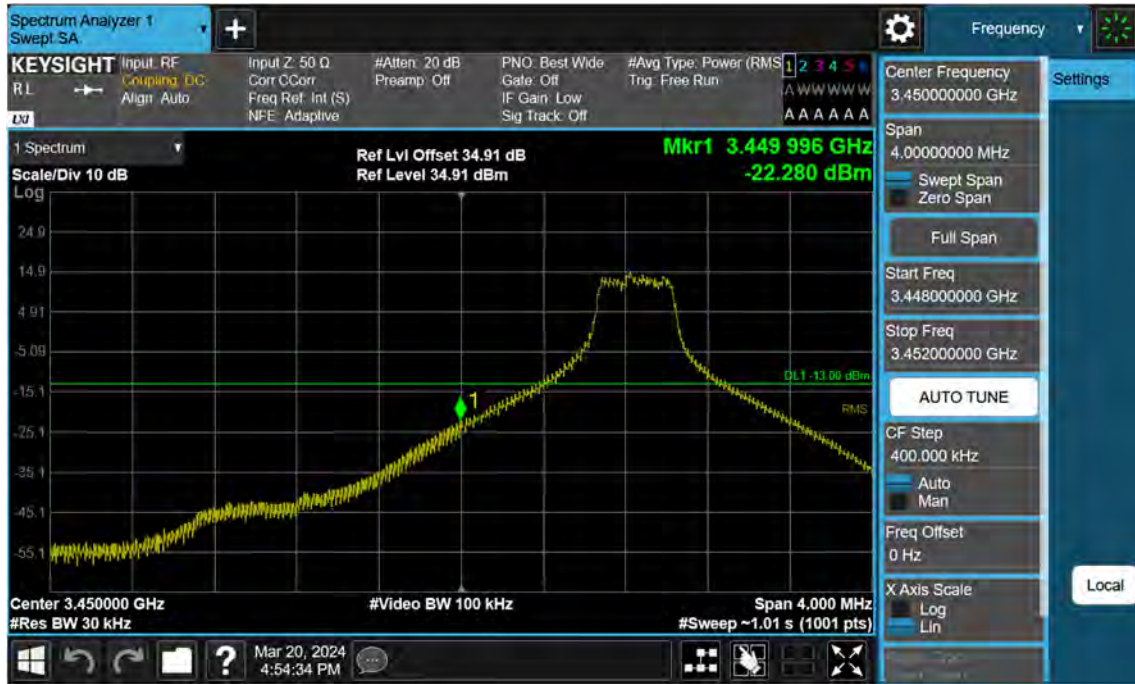 Spectrum Analyzer 1
Swept SA
Frequency
KEYSIGHT
RL
LXI
Input: RF
Coupling: DC
Align: Auto
Input Z: 50 Ω
Corr CCorr
Freq Ref: Int (S)
NFE: Adaptive
#Atten: 20 dB
Preamp: Off
PNO: Best Wide
Gate: Off
IF Gain: Low
Sig Track: Off
#Avg Type: Power (RMS
Trig: Free Run
1 2 3 4 5 6
A W W W W W
A A A A A A
1 Spectrum
Scale/Div 10 dB
Ref Lvl Offset 34.91 dB
Ref Level 34.91 dBm
Mkr1 3.449 996 GHz
-22.280 dBm
Log
24.9
14.9
4.91
-5.09
-15.1
-25.1
-35.1
-45.1
-55.1
DL1 -13.00 dBm
1
RMS
Center 3.450000 GHz
#Res BW 30 kHz
#Video BW 100 kHz
Span 4.000 MHz
#Sweep ~1.01 s (1001 pts)
Center Frequency
3.450000000 GHz
Settings
Span
4.00000000 MHz
Swept Span
Zero Span
Full Span
Start Freq
3.448000000 GHz
Stop Freq
3.452000000 GHz
AUTO TUNE
CF Step
400.000 kHz
Auto
Man
Freq Offset
0 Hz
X Axis Scale
Log
Lin
Local
?
Mar 20, 2024
4:54:34 PM